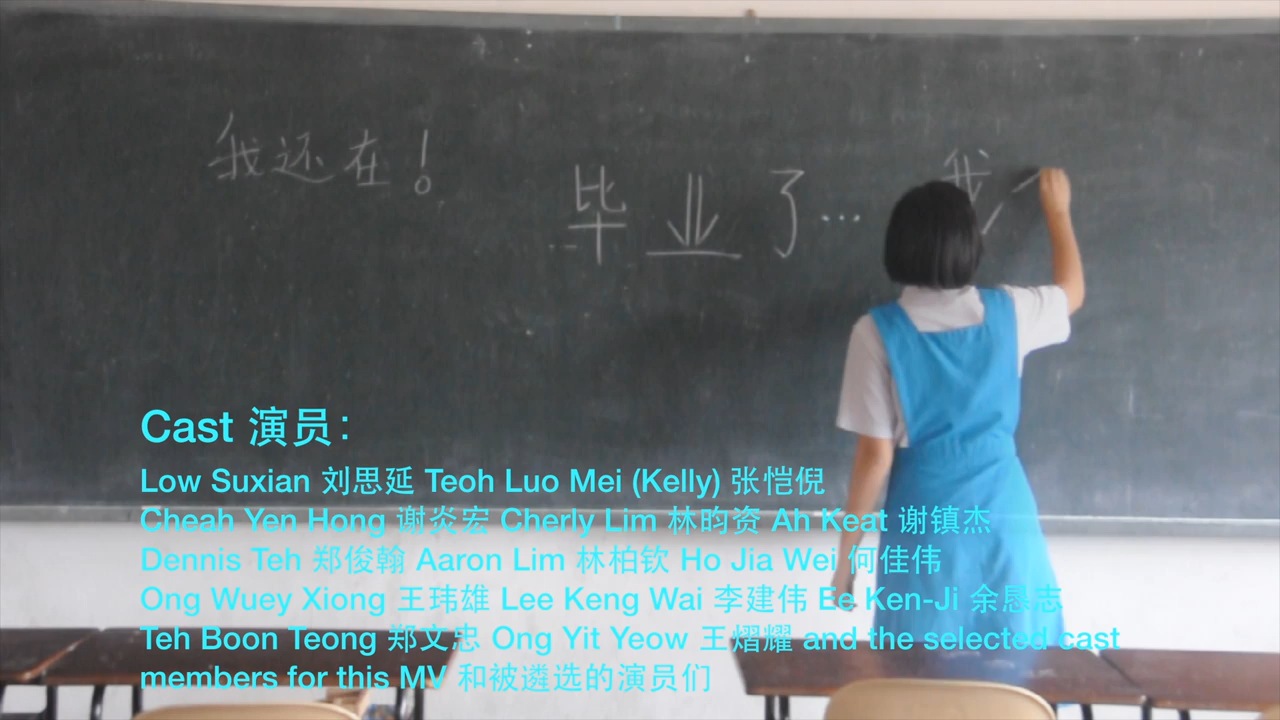 我还在！
毕业了… 我
Cast 演员：
Low Suxian 刘思延 Teoh Luo Mei (Kelly) 张恺倪
Cheah Yen Hong 谢炎宏 Cherly Lim 林昀资 Ah Keat 谢镇杰
Dennis Teh 郑俊翰 Aaron Lim 林柏钦 Ho Jia Wei 何佳伟
Ong Wuey Xiong 王玮雄 Lee Keng Wai 李建伟 Ee Ken-Ji 余恳志
Teh Boon Teong 郑文忠 Ong Yit Yeow 王熠耀 and the selected cast
members for this MV 和被遴选的演员们